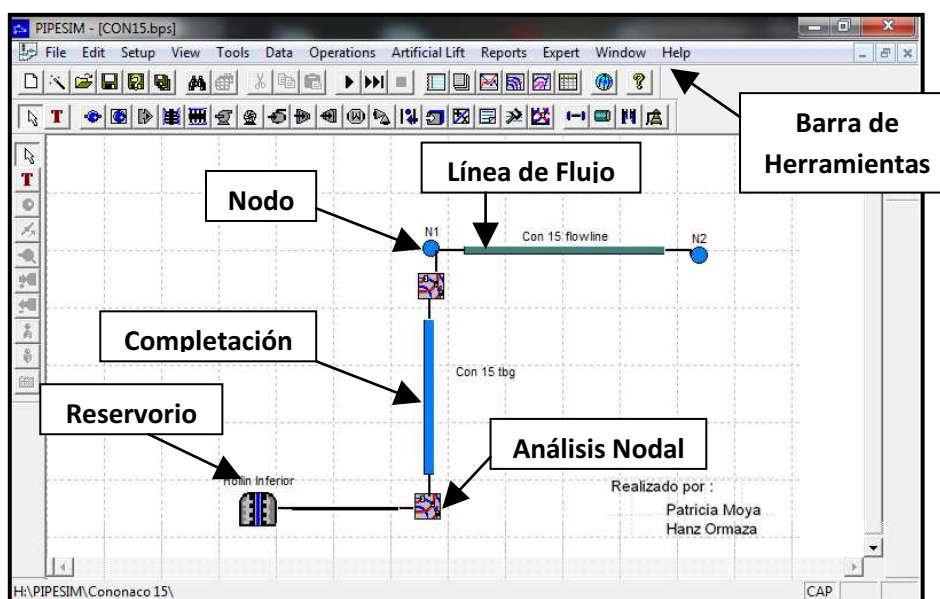 PIPESIM - [CON15.bps]
File Edit Setup View Tools Data Operations Artificial Lift Reports Expert Window Help
T
Barra de
Herramientas
T
Línea de Flujo
Nodo
N1
Con 15 flowline
N2
Completación
Con 15 tbg
Reservorio
Análisis Nodal
Hollin Inferior
Realizado por :
Patricia Moya
Hanz Ormaza
H:\PIPESIM\Cononaco 15\
CAP